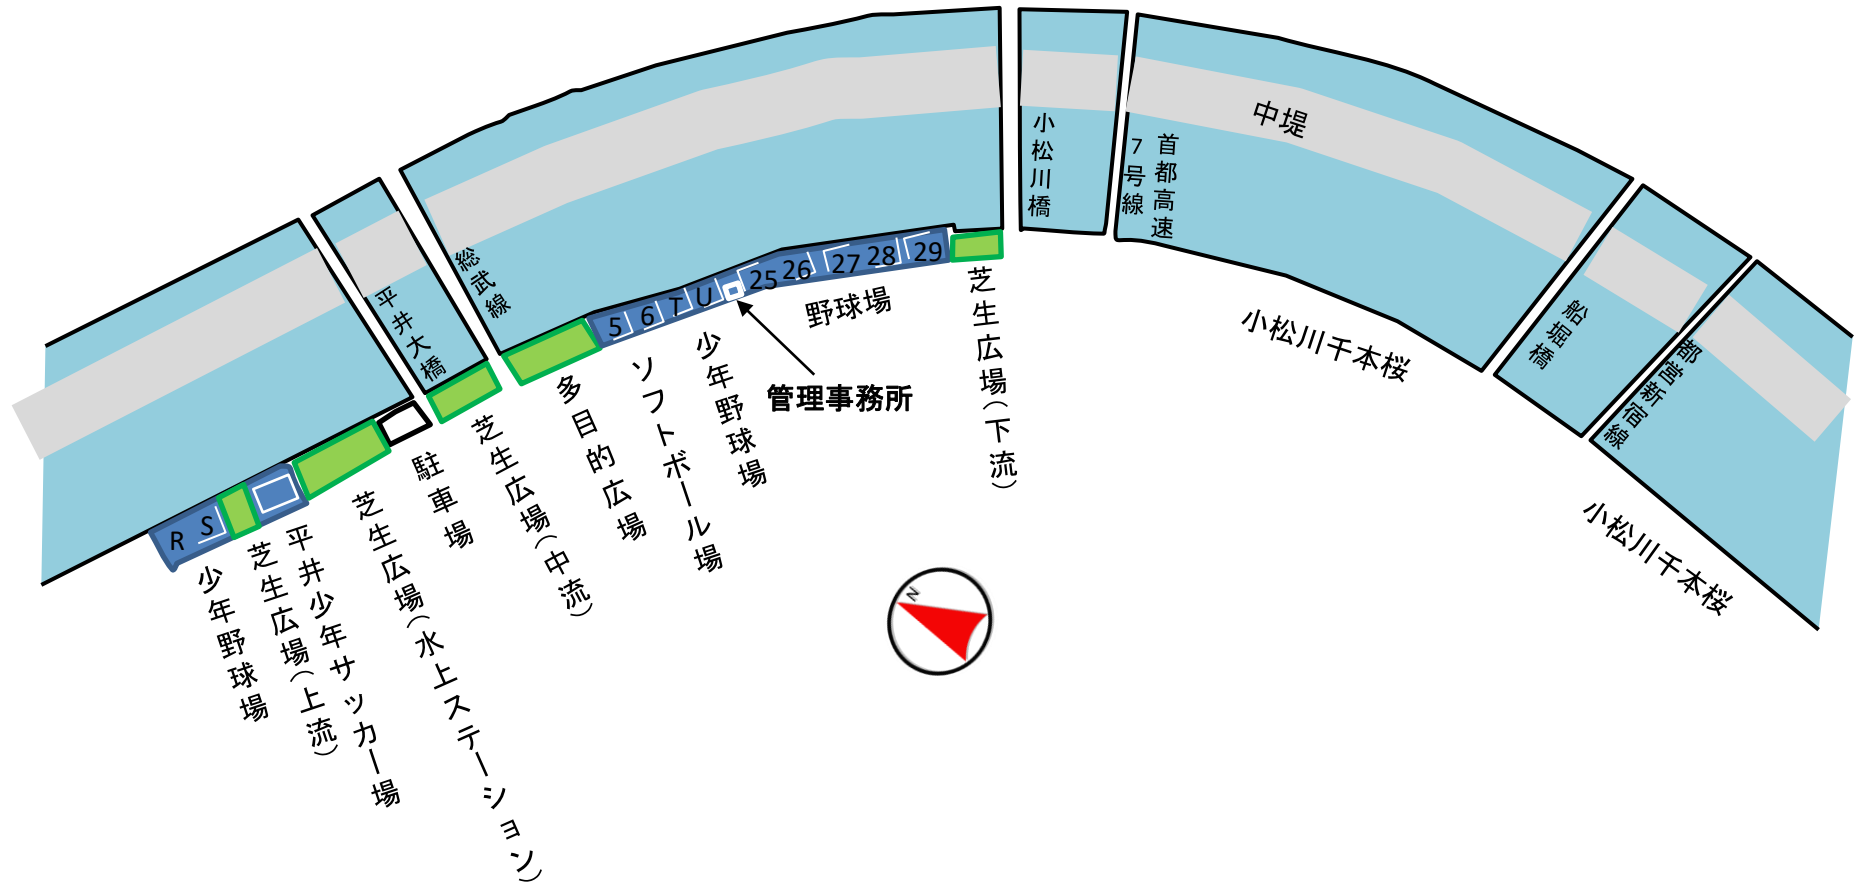 中堤
小松川橋
首都高速
7号線
総武線
平井大橋
船堀橋
都営新宿線
25
26
27
28
29
5
6
T
U
R
S
野球場
少年野球場
ソフトボール場
多目的広場
管理事務所
芝生広場(下流)
芝生広場(中流)
駐車場
芝生広場(水上ステーション)
平井少年サッカー場
芝生広場(上流)
少年野球場
小松川千本桜
小松川千本桜
N